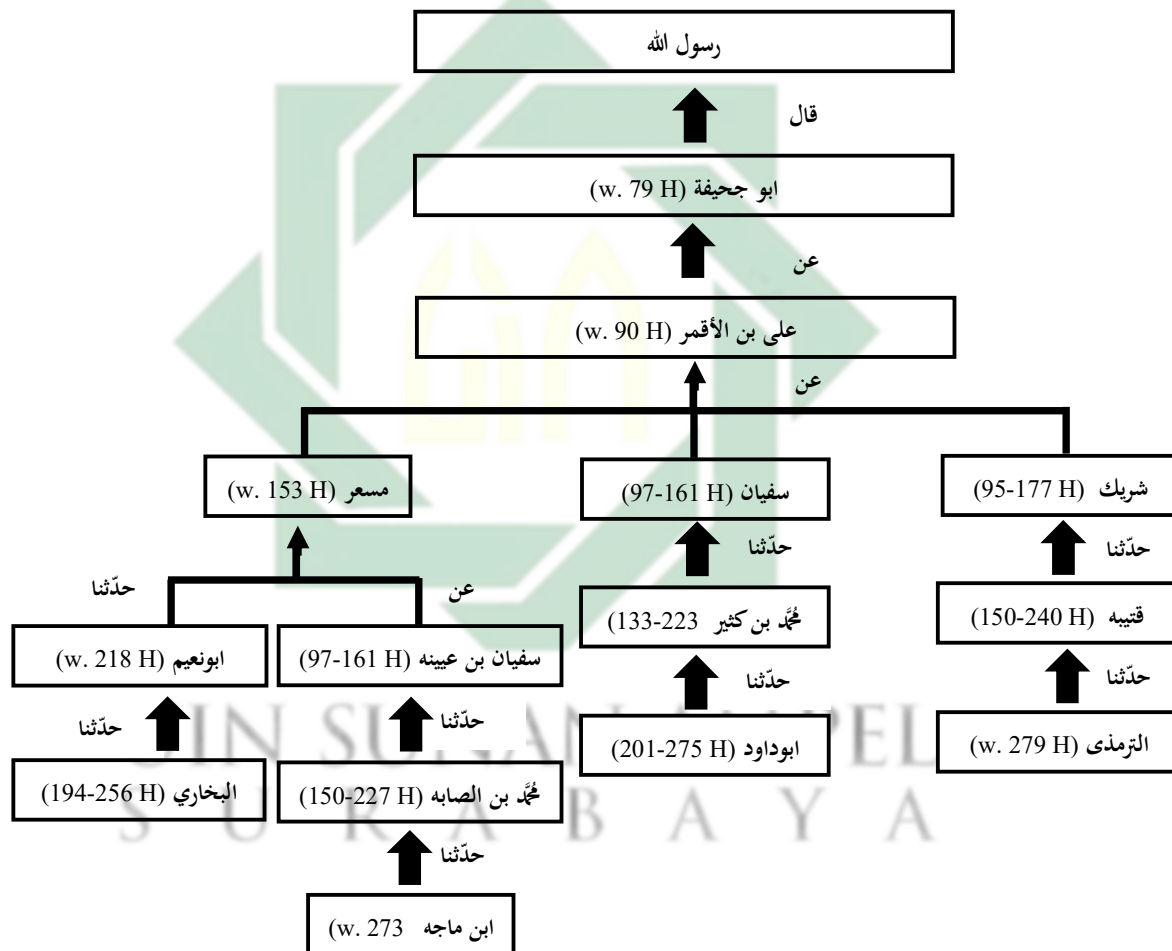 رسول الله
قال
ابو جحيفة (w. 79 H)
عن
على بن الأقمر (w. 90 H)
عن
مسعر (w. 153 H)
سفيان (97-161 H)
شريك (95-177 H)
حدّثنا
حدّثنا
حدّثنا
عن
محمّد بن كثير 133-223)
قتيبه (150-240 H)
ابونعيم (w. 218 H)
سفيان بن عيينه (97-161 H)
حدّثنا
حدّثنا
حدّثنا
حدّثنا
البخاري (194-256 H)
محمّد بن الصابه (150-227 H)
ابوداود (201-275 H)
الترمذى (w. 279 H)
حدّثنا
ابن ماجه w. 273)
UIN SUNAN AMPEL
SURABAYA